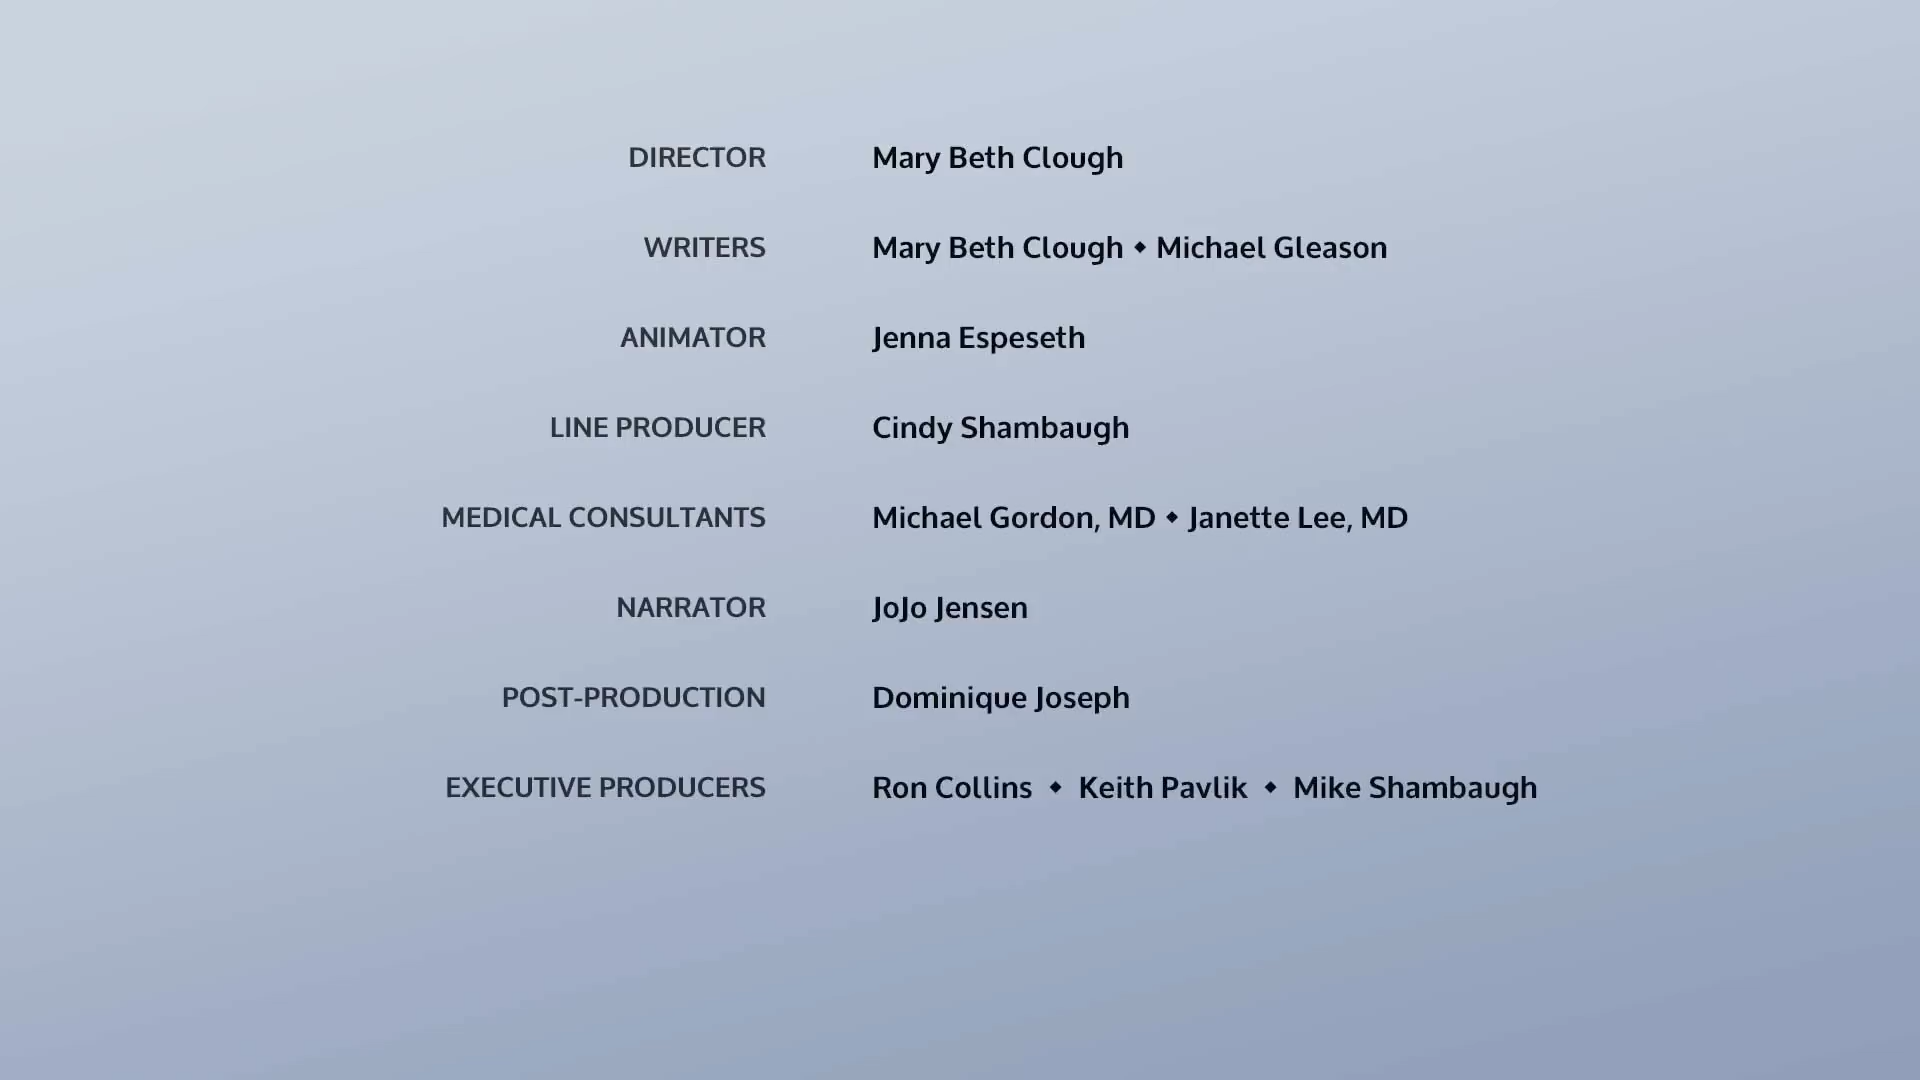 DIRECTOR Mary Beth Clough
WRITERS Mary Beth Clough • Michael Gleason
ANIMATOR Jenna Espeseth
LINE PRODUCER Cindy Shambaugh
MEDICAL CONSULTANTS Michael Gordon, MD • Janette Lee, MD
NARRATOR JoJo Jensen
POST-PRODUCTION Dominique Joseph
EXECUTIVE PRODUCERS Ron Collins • Keith Pavlik • Mike Shambaugh